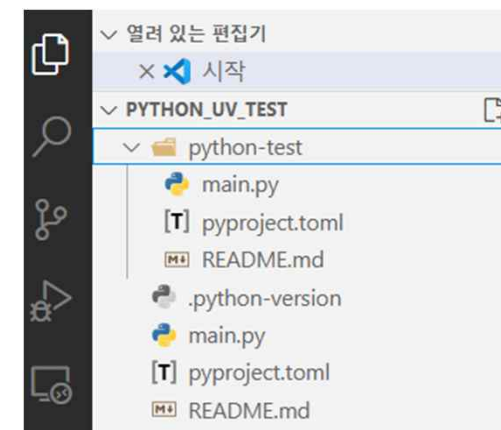 열려 있는 편집기
시작
PYTHON_UV_TEST
python-test
main.py
[T] pyproject.toml
M↓ README.md
.python-version
main.py
[T] pyproject.toml
M↓ README.md